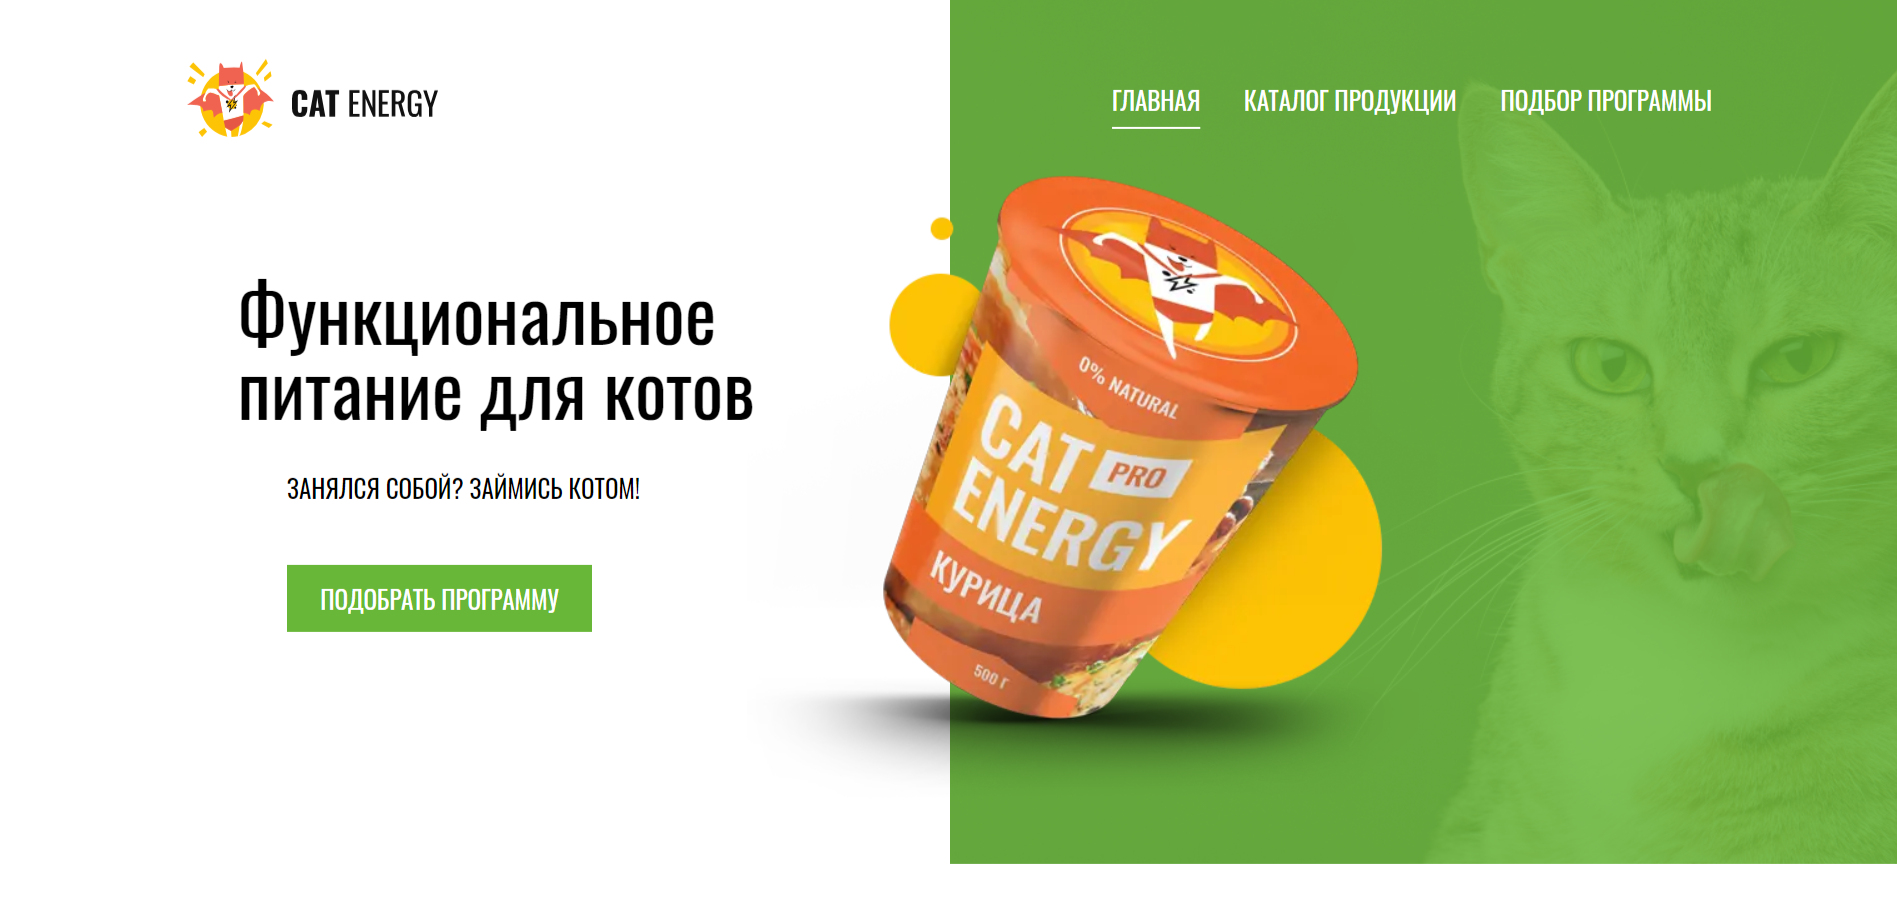 CAT ENERGY
ГЛАВНАЯ КАТАЛОГ ПРОДУКЦИИ ПОДБОР ПРОГРАММЫ
Функциональное
питание для котов
ЗАНЯЛСЯ СОБОЙ? ЗАЙМИСЬ КОТОМ!
ПОДОБРАТЬ ПРОГРАММУ
0% NATURAL
CAT PRO
ENERGY
КУРИЦА
500 Г